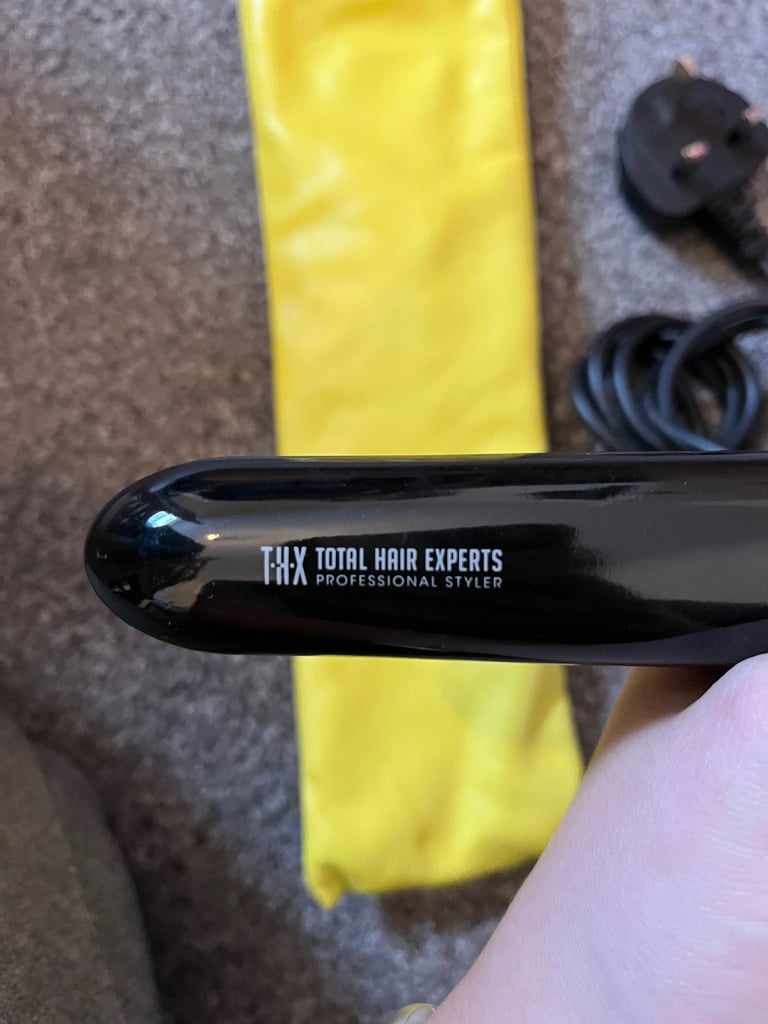 T·H·X TOTAL HAIR EXPERTS
PROFESSIONAL STYLER